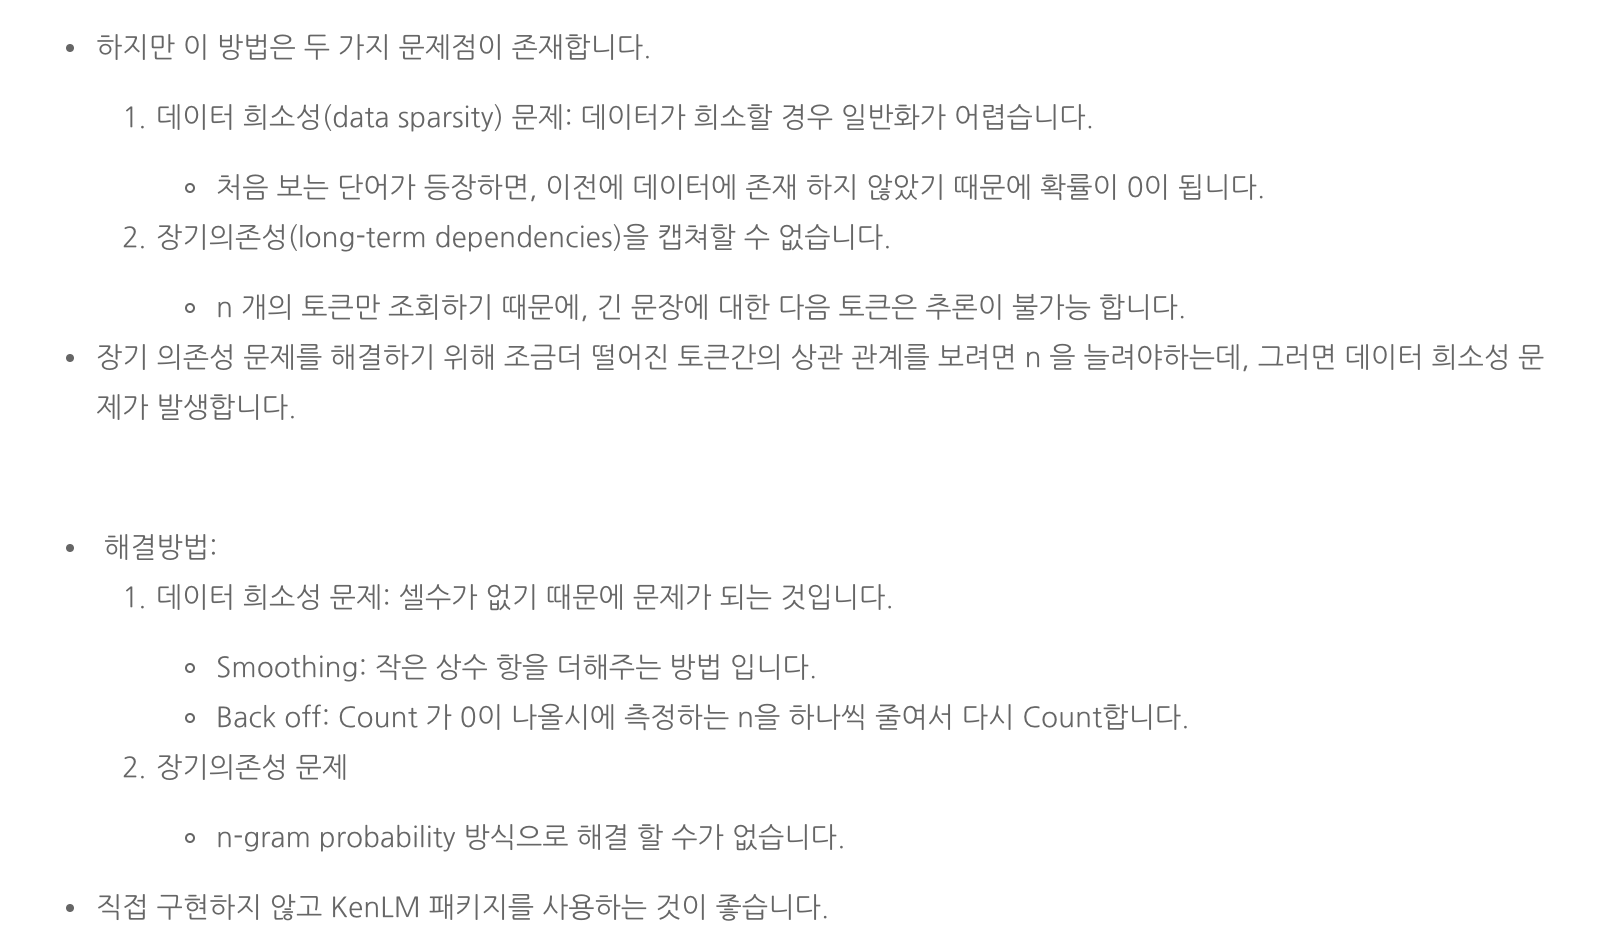 • 하지만 이 방법은 두 가지 문제점이 존재합니다.
1. 데이터 희소성(data sparsity) 문제: 데이터가 희소할 경우 일반화가 어렵습니다.
◦ 처음 보는 단어가 등장하면, 이전에 데이터에 존재 하지 않았기 때문에 확률이 0이 됩니다.
2. 장기의존성(long-term dependencies)을 캡쳐할 수 없습니다.
◦ n 개의 토큰만 조회하기 때문에, 긴 문장에 대한 다음 토큰은 추론이 불가능 합니다.
• 장기 의존성 문제를 해결하기 위해 조금더 떨어진 토큰간의 상관 관계를 보려면 n 을 늘려야하는데, 그러면 데이터 희소성 문
제가 발생합니다.
• 해결방법:
1. 데이터 희소성 문제: 셀수가 없기 때문에 문제가 되는 것입니다.
◦ Smoothing: 작은 상수 항을 더해주는 방법 입니다.
◦ Back off: Count 가 0이 나올시에 측정하는 n을 하나씩 줄여서 다시 Count합니다.
2. 장기의존성 문제
◦ n-gram probability 방식으로 해결 할 수가 없습니다.
• 직접 구현하지 않고 KenLM 패키지를 사용하는 것이 좋습니다.